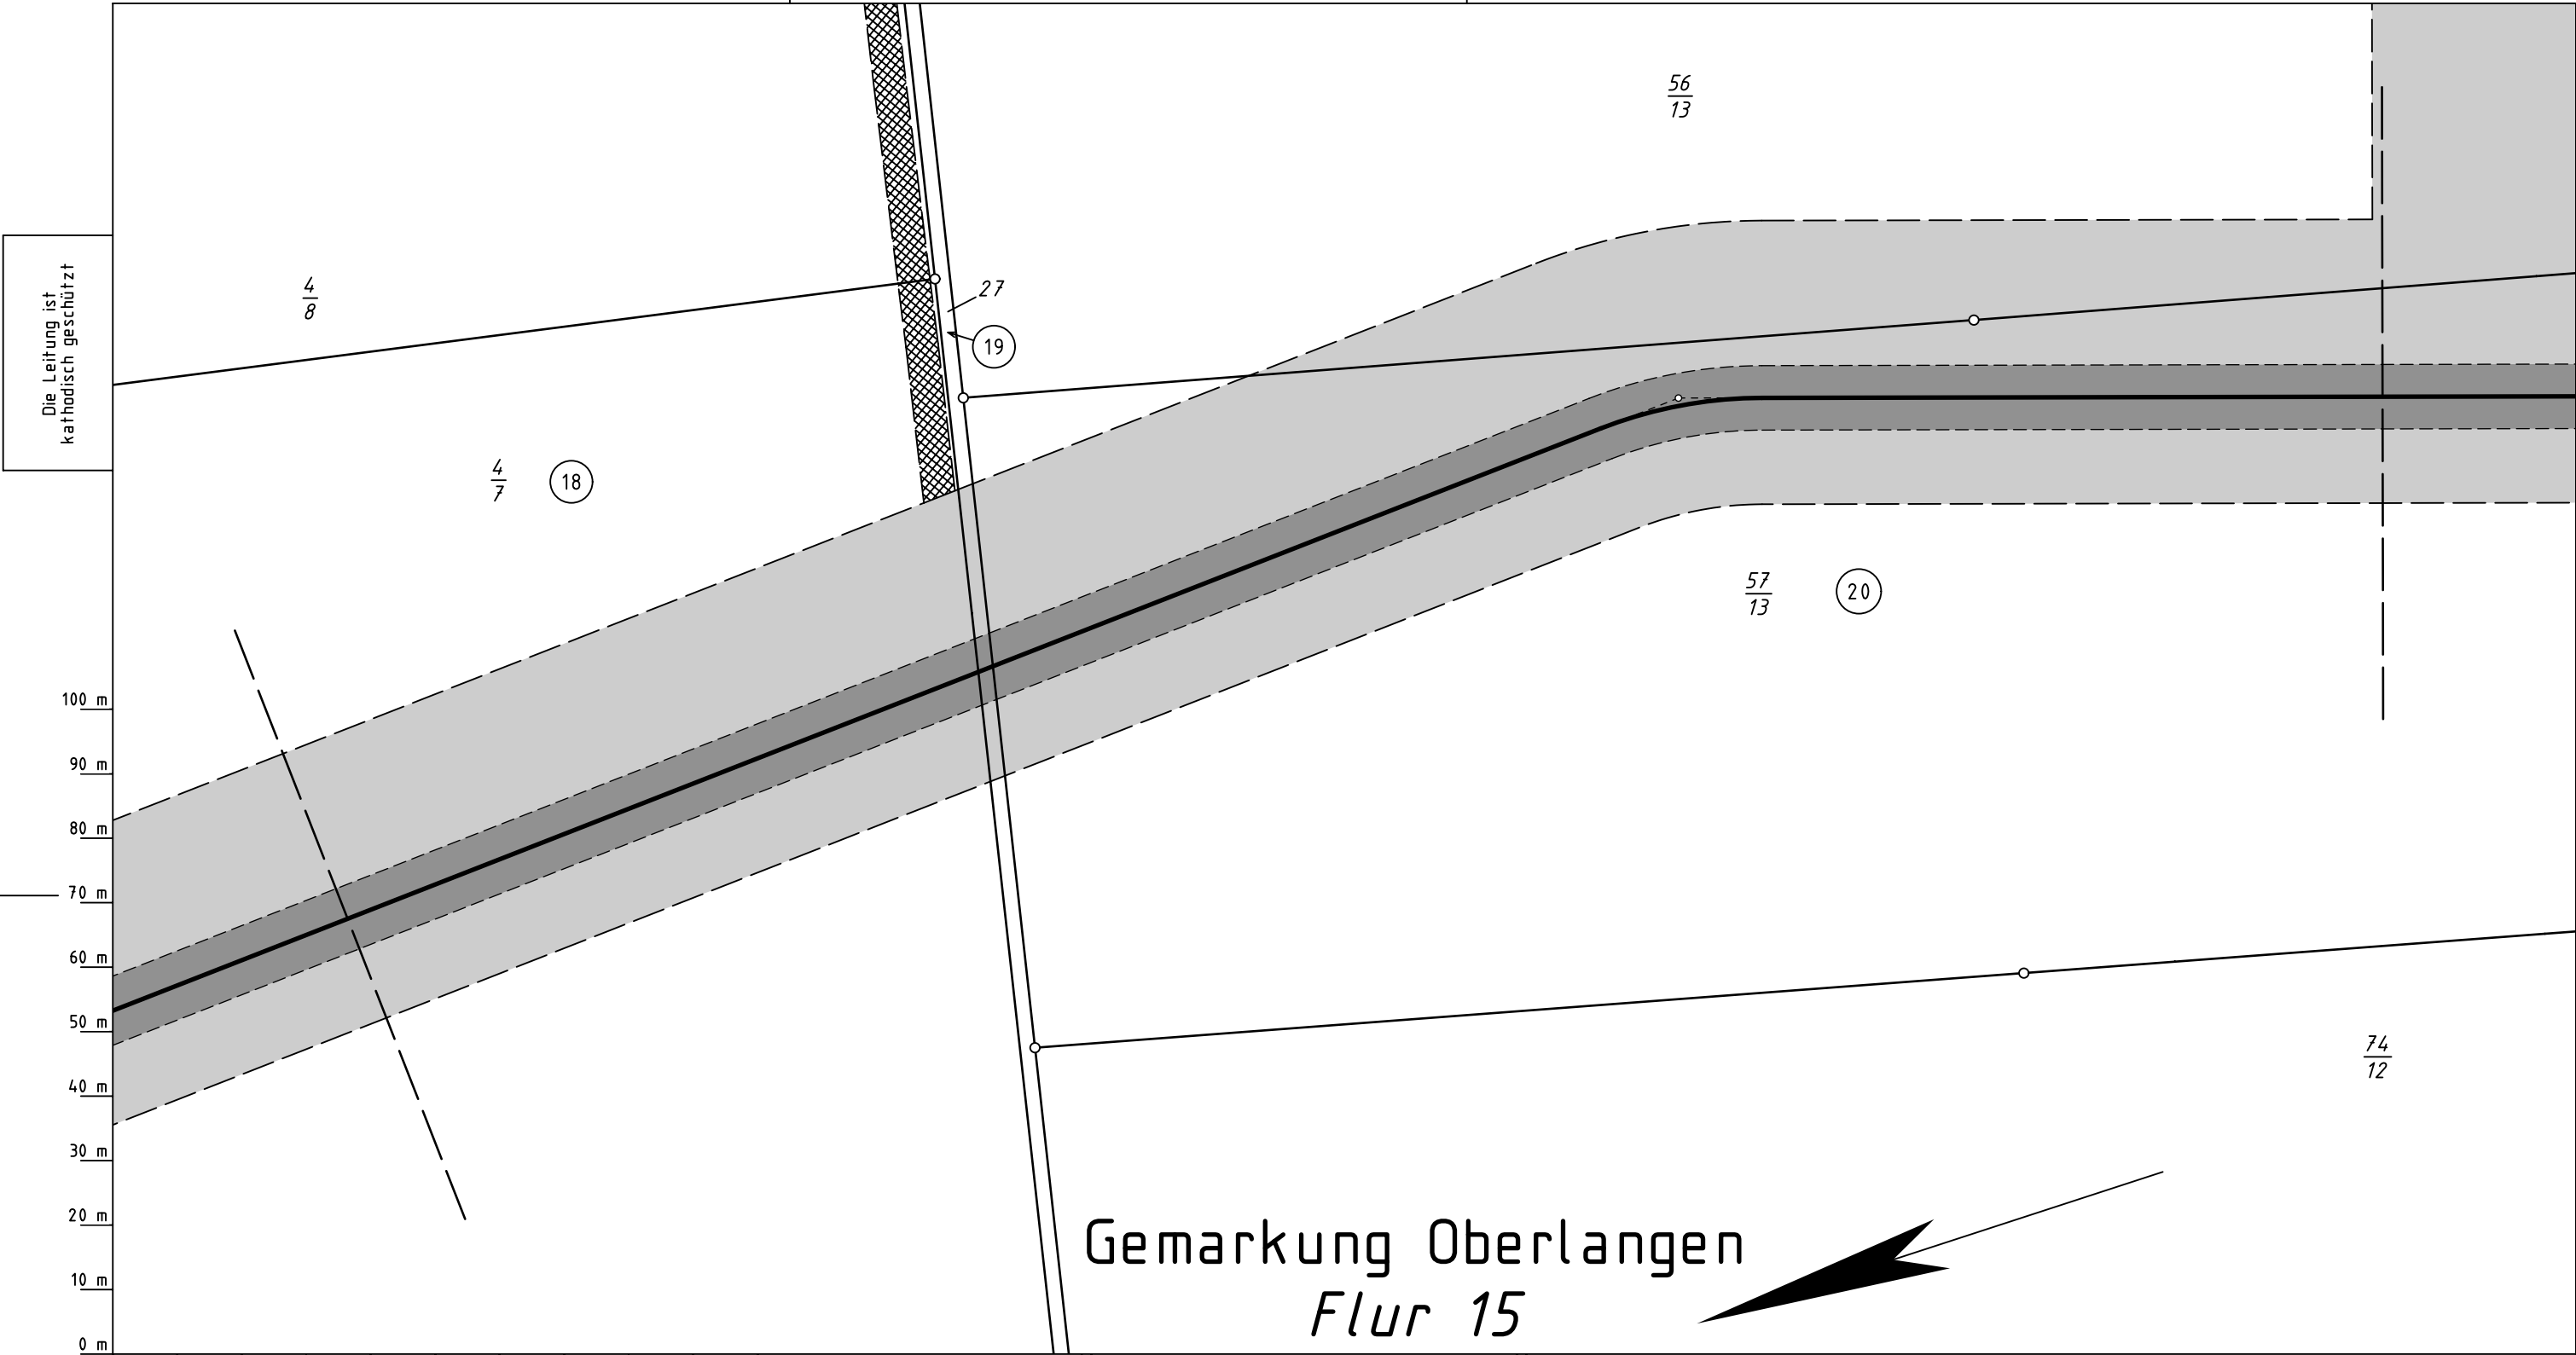 56
13
4
8
27
19
Die Leitung ist
kathodisch geschützt
4
7
18
57
13
20
100 m
90 m
80 m
70 m
60 m
50 m
40 m
30 m
20 m
10 m
0 m
74
12
Gemarkung Oberlangen
Flur 15